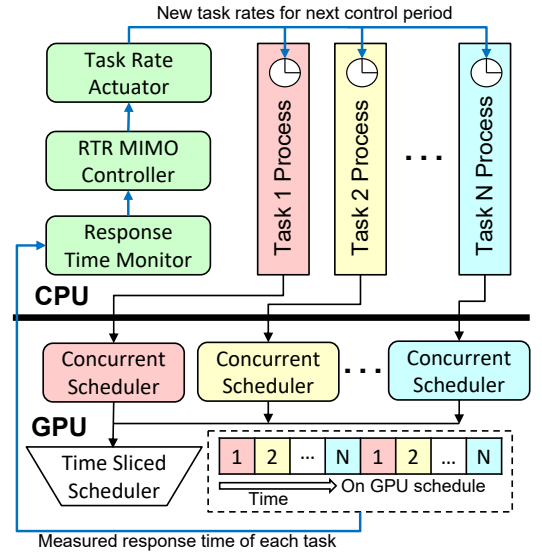 New task rates for next control period
Task Rate
Actuator
RTR MIMO
Controller
Response
Time Monitor
Task 1 Process
Task 2 Process
...
Task N Process
CPU
Concurrent
Scheduler
Concurrent
Scheduler
...
Concurrent
Scheduler
GPU
Time Sliced
Scheduler
1 2 ... N 1 2 ... N
Time
On GPU schedule
Measured response time of each task